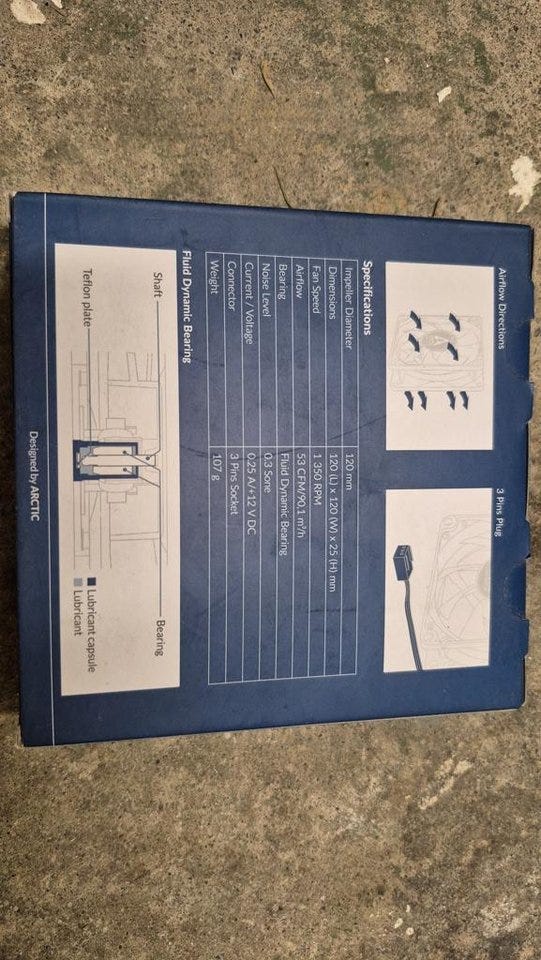 Airflow Directions
3 Pins Plug
Specifications
Impeller Diameter 120 mm
Dimensions 120 (L) x 120 (W) x 25 (H) mm
Fan Speed 1 350 RPM
Airflow 53 CFM/90,1 m³/h
Bearing Fluid Dynamic Bearing
Noise Level 0,3 Sone
Current / Voltage 0,25 A/+12 V DC
Connector 3 Pins Socket
Weight 107 g
Fluid Dynamic Bearing
Shaft
Bearing
Teflon plate
Lubricant capsule
Lubricant
Designed by ARCTIC